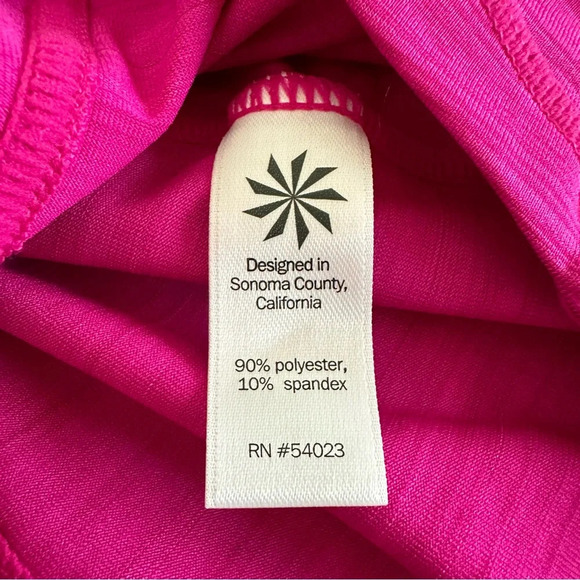 Designed in
Sonoma County,
California
90% polyester,
10% spandex
RN #54023